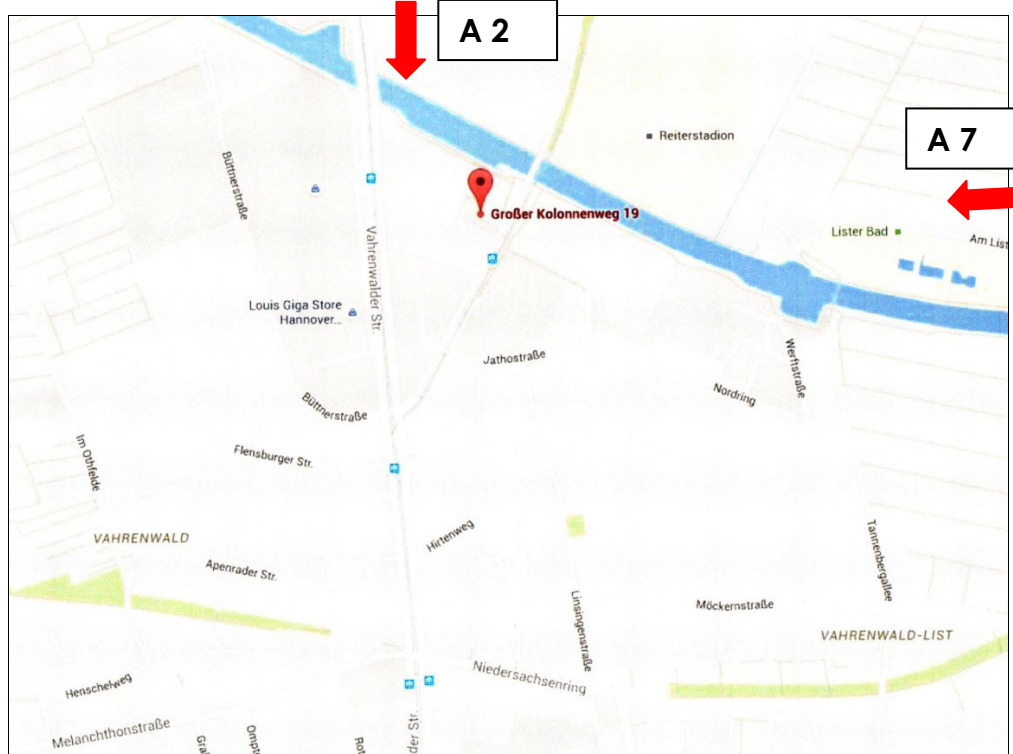 A 2
A 7
Reiterstadion
Büttnerstraße
Großer Kolonnenweg 19
Lister Bad
Am List
Vahrenwalder Str.
Louis Giga Store
Hannover...
Jathostraße
Werftstraße
Nordring
Büttnerstraße
Im Othfelde
Flensburger Str.
Hirtenweg
VAHRENWALD
Tannenbergallee
Apenrader Str.
Linsingenstraße
Möckernstraße
VAHRENWALD-LIST
Niedersachsenring
Henschelweg
Melanchthonstraße
der Str.